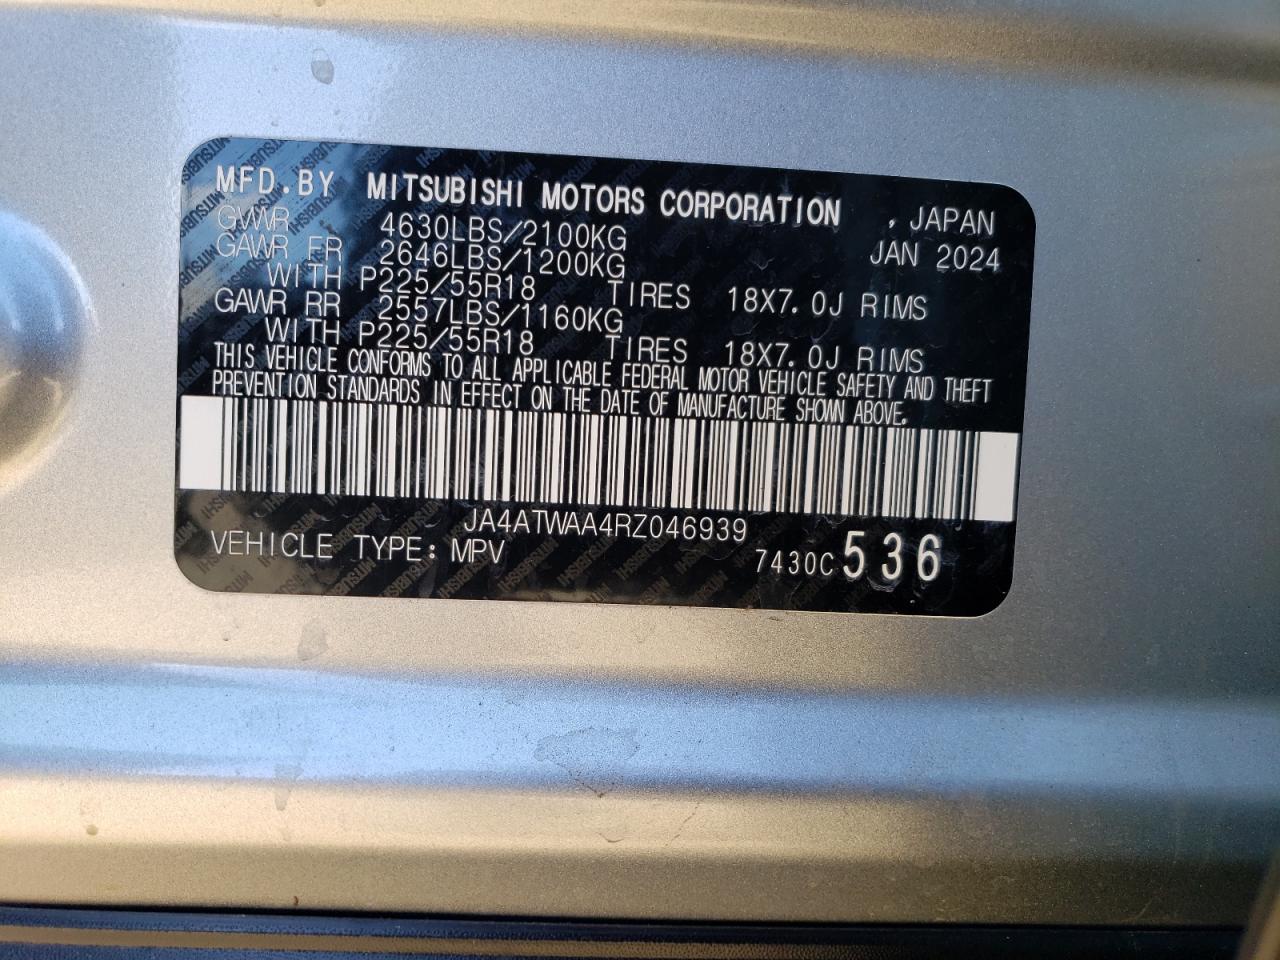 MFD.BY MITSUBISHI MOTORS CORPORATION , JAPAN
GVWR 4630LBS/2100KG JAN 2024
GAWR FR 2646LBS/1200KG
WITH P225/55R18 TIRES 18X7.0J RIMS
GAWR RR 2557LBS/1160KG
WITH P225/55R18 TIRES 18X7.0J RIMS
THIS VEHICLE CONFORMS TO ALL APPLICABLE FEDERAL MOTOR VEHICLE SAFETY AND THEFT
PREVENTION STANDARDS IN EFFECT ON THE DATE OF MANUFACTURE SHOWN ABOVE.
JA4ATWAA4RZ046939
VEHICLE TYPE: MPV 7430C 536